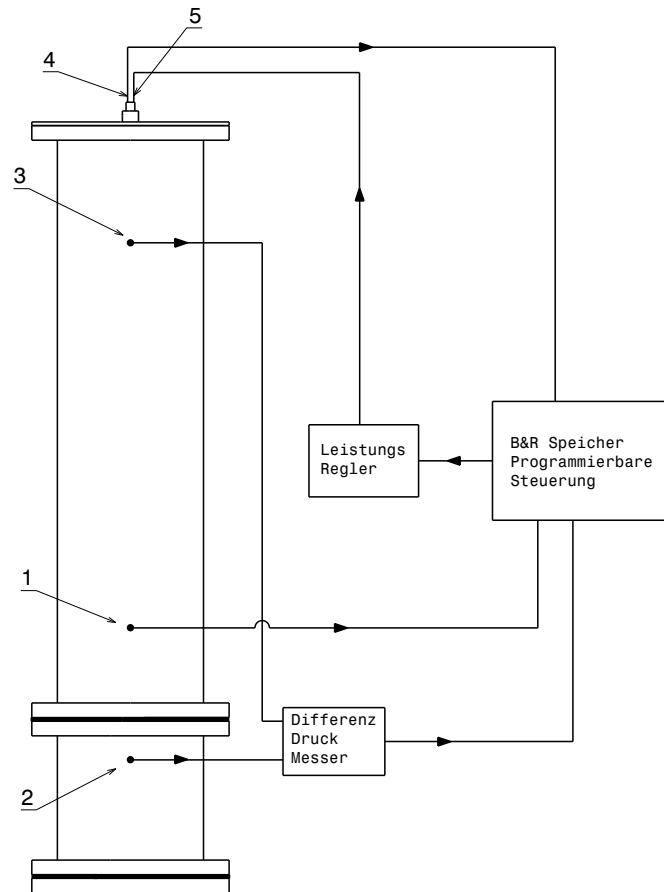 5
4
3
Leistungs
Regler
B&R Speicher
Programmierbare
Steuerung
1
Differenz
Druck
Messer
2